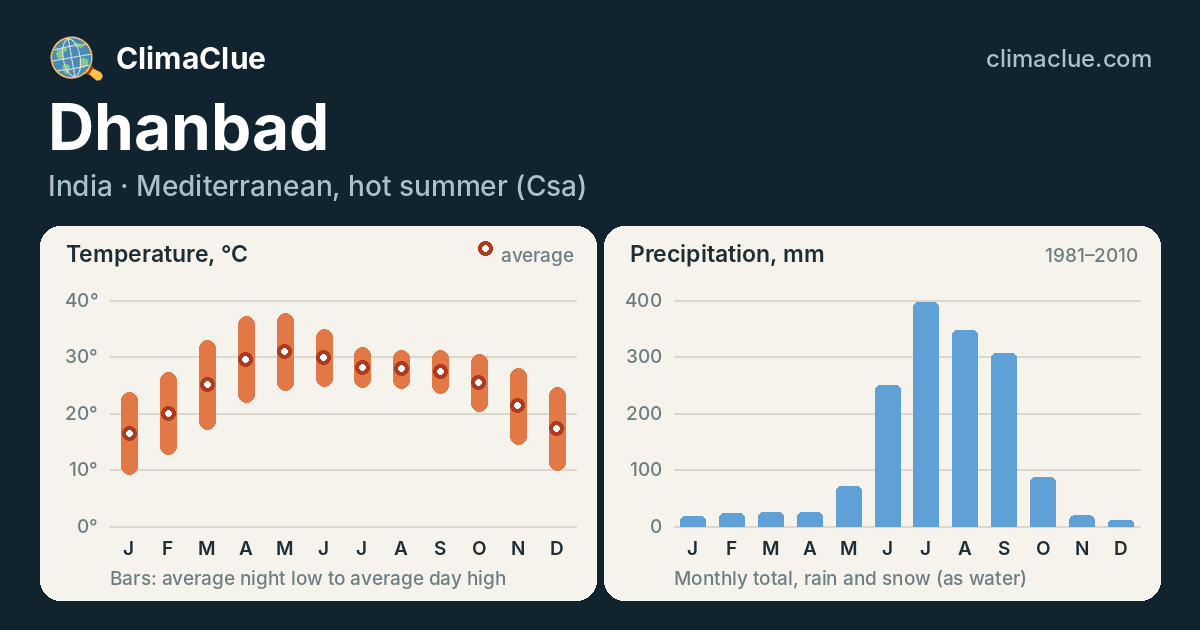 ClimaClue
climaclue.com
Dhanbad
India · Mediterranean, hot summer (Csa)
Temperature, °C
average
40°
30°
20°
10°
0°
J F M A M J J A S O N D
Bars: average night low to average day high
Precipitation, mm
1981–2010
400
300
200
100
0
J F M A M J J A S O N D
Monthly total, rain and snow (as water)